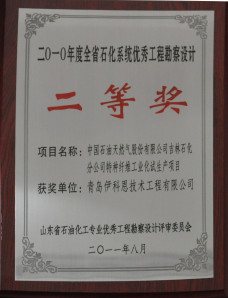 二〇一〇年度全省石化系统优秀工程勘察设计
二等奖
项目名称：中国石油天然气股份有限公司吉林石化
分公司特种纤维工业化试生产项目
获奖单位：青岛伊科思技术工程有限公司
山东省石油化工专业优秀工程勘察设计评审委员会
二〇一一年八月